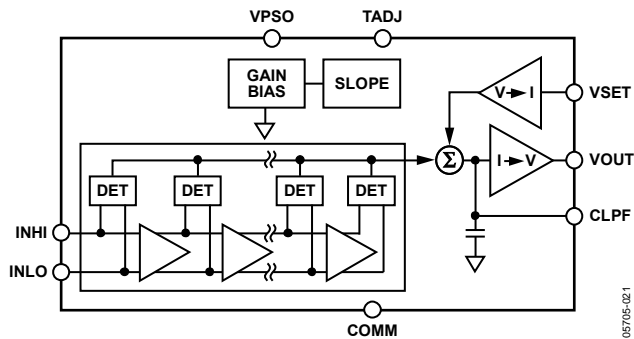 VPSO
TADJ
GAIN
BIAS
SLOPE
V→I
VSET
Σ
I→V
VOUT
DET
DET
DET
DET
CLPF
INHI
INLO
COMM
05705-021